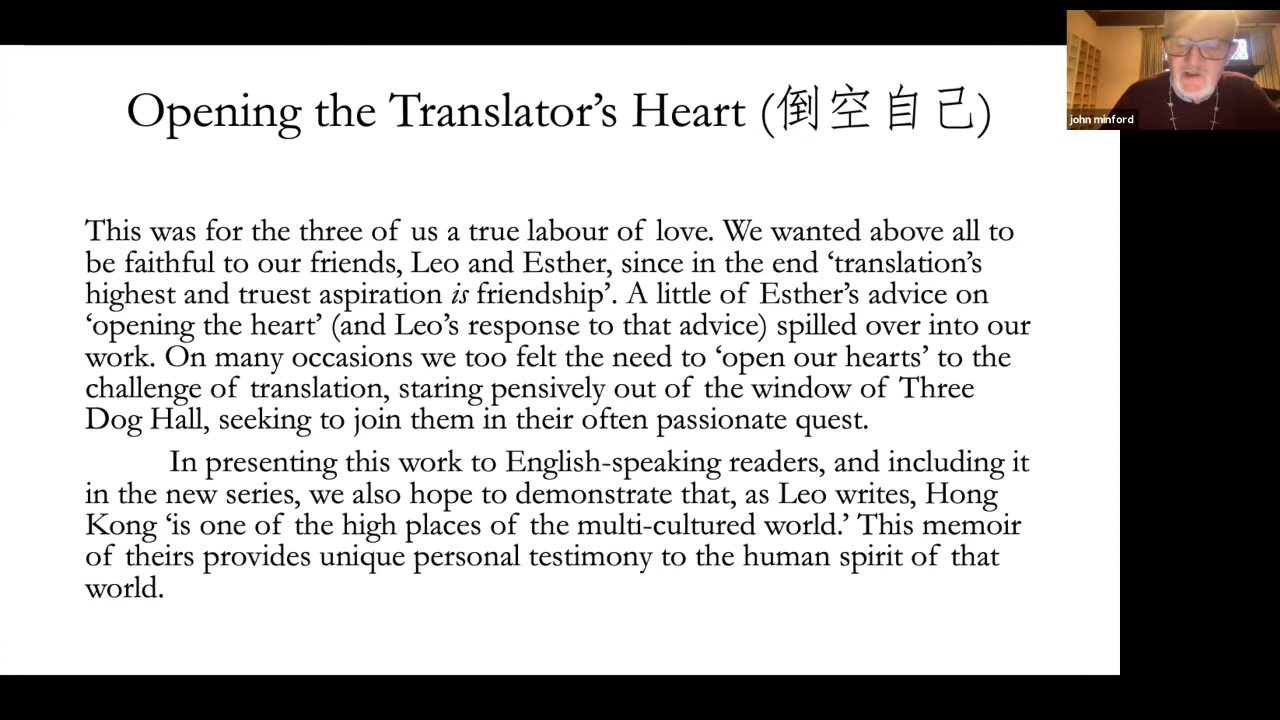 Opening the Translator’s Heart (倒空自己)
john minford
This was for the three of us a true labour of love. We wanted above all to
be faithful to our friends, Leo and Esther, since in the end ‘translation’s
highest and truest aspiration is friendship’. A little of Esther’s advice on
‘opening the heart’ (and Leo’s response to that advice) spilled over into our
work. On many occasions we too felt the need to ‘open our hearts’ to the
challenge of translation, staring pensively out of the window of Three
Dog Hall, seeking to join them in their often passionate quest.
In presenting this work to English-speaking readers, and including it
in the new series, we also hope to demonstrate that, as Leo writes, Hong
Kong ‘is one of the high places of the multi-cultured world.’ This memoir
of theirs provides unique personal testimony to the human spirit of that
world.